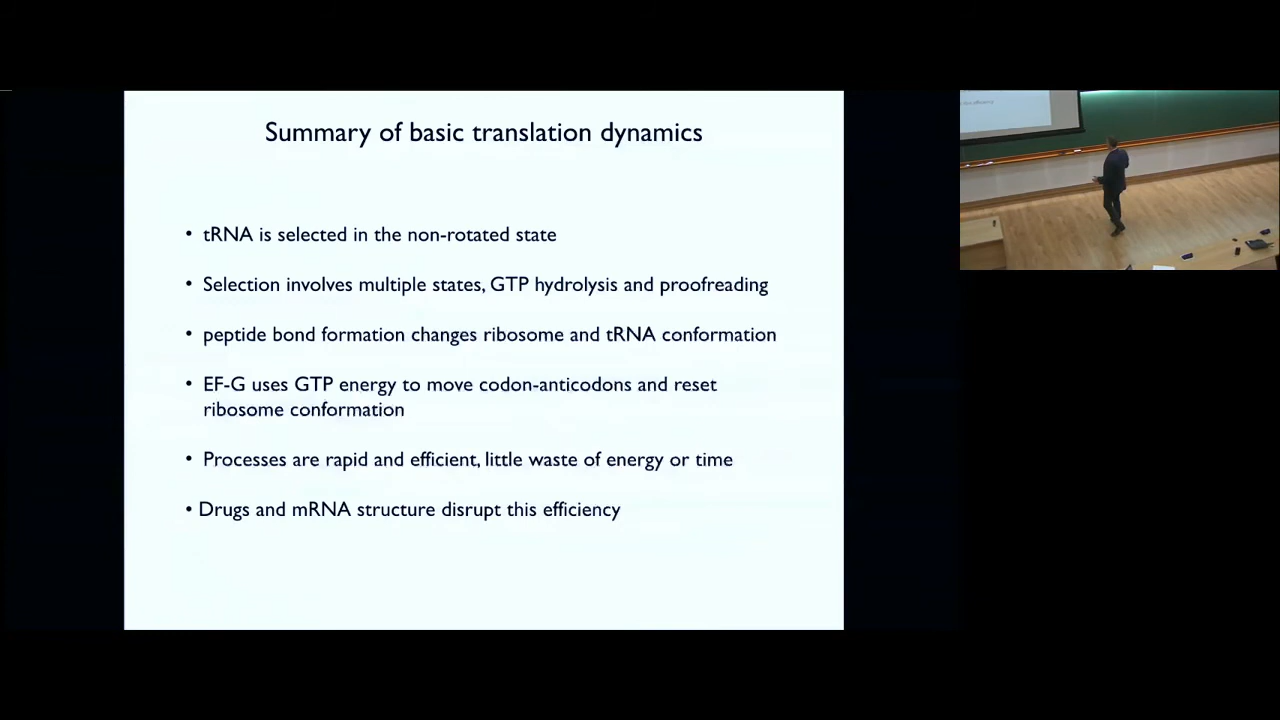 Summary of basic translation dynamics
• tRNA is selected in the non-rotated state
• Selection involves multiple states, GTP hydrolysis and proofreading
• peptide bond formation changes ribosome and tRNA conformation
• EF-G uses GTP energy to move codon-anticodons and reset
ribosome conformation
• Processes are rapid and efficient, little waste of energy or time
• Drugs and mRNA structure disrupt this efficiency